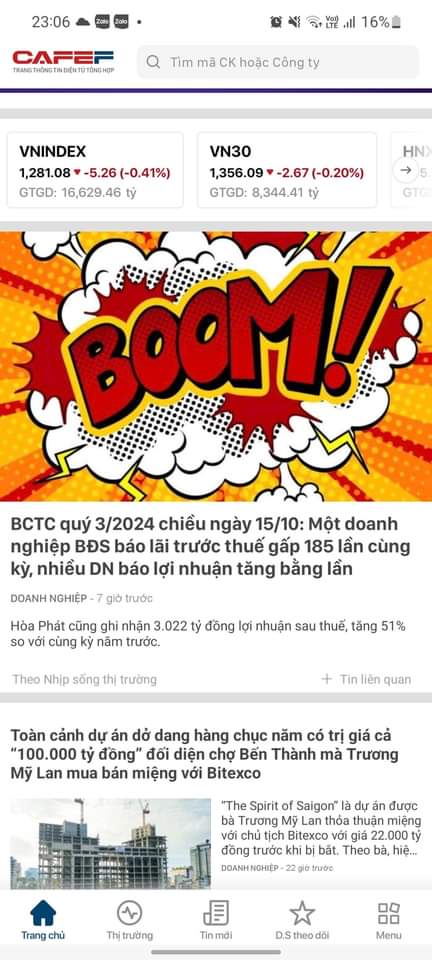 23:06 Zalo Zalo • Vo)) LTE 16%
CAFEF
TRANG THÔNG TIN ĐIỆN TỬ TỔNG HỢP
Tìm mã CK hoặc Công ty
VNINDEX
1,281.08 ▼ -5.26 (-0.41%)
GTGD: 16,629.46 tỷ
VN30
1,356.09 ▼ -2.67 (-0.20%)
GTGD: 8,344.41 tỷ
HNX
BOOM!
BCTC quý 3/2024 chiều ngày 15/10: Một doanh
nghiệp BĐS báo lãi trước thuế gấp 185 lần cùng
kỳ, nhiều DN báo lợi nhuận tăng bằng lần
DOANH NGHIỆP - 7 giờ trước
Hòa Phát cũng ghi nhận 3.022 tỷ đồng lợi nhuận sau thuế, tăng 51%
so với cùng kỳ năm trước.
Theo Nhịp sống thị trường
+ Tin liên quan
Toàn cảnh dự án dở dang hàng chục năm có trị giá cả
"100.000 tỷ đồng" đối diện chợ Bến Thành mà Trương
Mỹ Lan mua bán miệng với Bitexco
"The Spirit of Saigon" là dự án được
bà Trương Mỹ Lan thỏa thuận miệng
với chủ tịch Bitexco với giá 22.000 tỷ
đồng trước khi bị bắt. Theo bà, hiệ...
DOANH NGHIỆP - 22 giờ trước
Trang chủ
Thị trường
Tin mới
D.S theo dõi
Menu